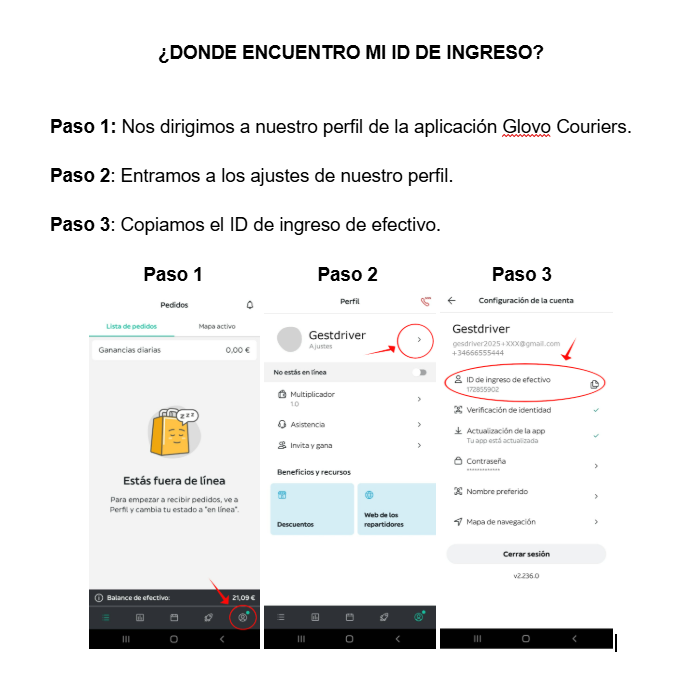 ¿DONDE ENCUENTRO MI ID DE INGRESO?
Paso 1: Nos dirigimos a nuestro perfil de la aplicación Glovo Couriers.
Paso 2: Entramos a los ajustes de nuestro perfil.
Paso 3: Copiamos el ID de ingreso de efectivo.
Paso 1
Pedidos
Lista de pedidos
Mapa activo
Ganancias diarias
0,00 €
zzz
Estás fuera de línea
Para empezar a recibir pedidos, ve a
Perfil y cambia tu estado a "en línea".
Balance de efectivo:
21,09 €
Paso 2
Perfil
Gestdriver
Ajustes
No estás en línea
Multiplicador
1.0
Asistencia
Invita y gana
Beneficios y recursos
Descuentos
Web de los
repartidores
Paso 3
Configuración de la cuenta
Gestdriver
gesdriver2025+XXX@gmail.com
+34666555444
ID de ingreso de efectivo
172855902
Verificación de identidad
Actualización de la app
Tu app está actualizada
Contraseña
*************
Nombre preferido
Mapa de navegación
Cerrar sesión
v2.236.0